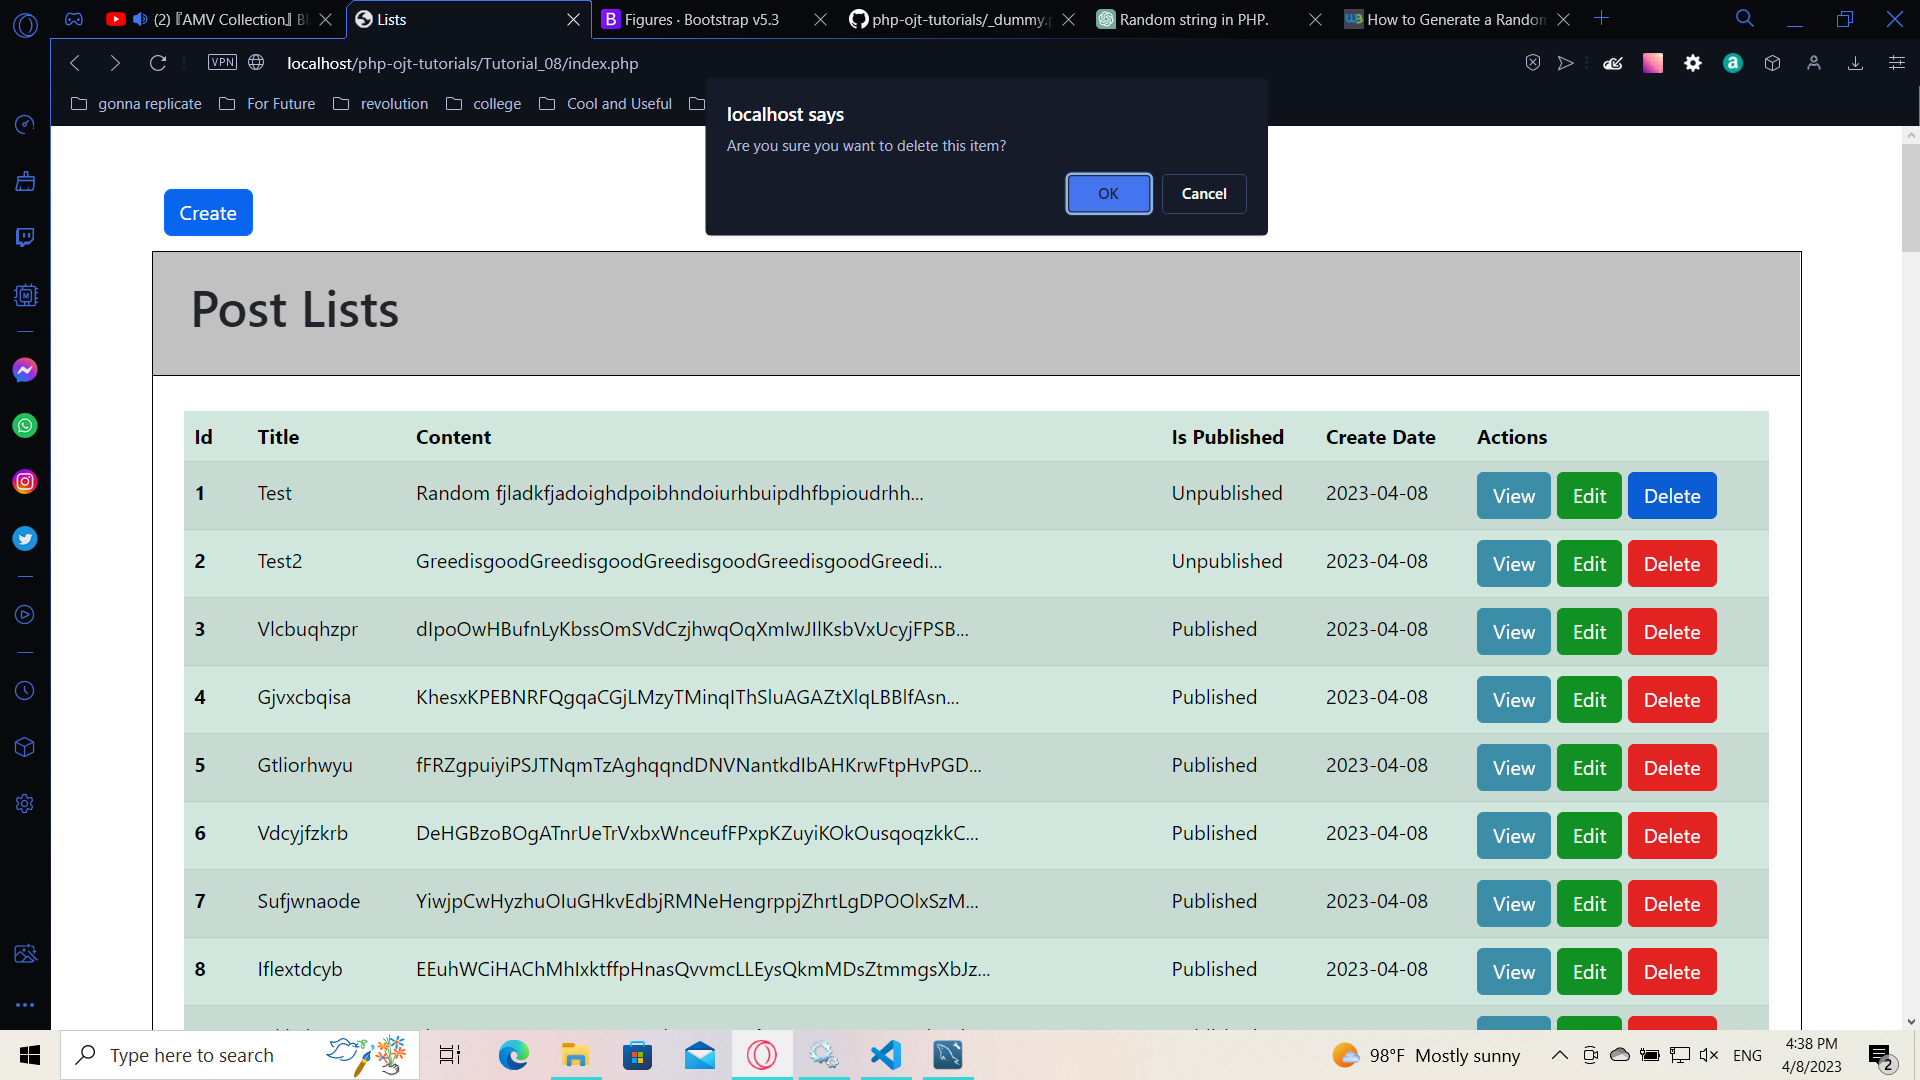 (2) 『AMV Collection』 Bl
Lists
Figures · Bootstrap v5.3
php-ojt-tutorials/_dummy.p
Random string in PHP.
How to Generate a Random
VPN
localhost/php-ojt-tutorials/Tutorial_08/index.php
gonna replicate
For Future
revolution
college
Cool and Useful
localhost says
Are you sure you want to delete this item?
OK
Cancel
Create
Post Lists
Id Title Content Is Published Create Date Actions
1 Test Random fjladkfjadoighdpoibhndoiurhbuipdhfbpioudrhh... Unpublished 2023-04-08 View Edit Delete
2 Test2 GreedisgoodGreedisgoodGreedisgoodGreedisgoodGreedi... Unpublished 2023-04-08 View Edit Delete
3 Vlcbuqhzpr dIpoOwHBufnLyKbssOmSVdCzjhwqOqXmIwJIlKsbVxUcyjFPSB... Published 2023-04-08 View Edit Delete
4 Gjvxcbqisa KhesxKPEBNRFQgqaCGjLMzyTMinqIThSluAGAZtXlqLBBlfAsn... Published 2023-04-08 View Edit Delete
5 Gtliorhwyu fFRZgpuiyiPSJTNqmTzAghqqndDNVNantkdIbAHKrwFtpHvPGD... Published 2023-04-08 View Edit Delete
6 Vdcyjfzkrb DeHGBzoBOgATnrUeTrVxbxWnceufFPxpKZuyiKOkOusqoqzkkC... Published 2023-04-08 View Edit Delete
7 Sufjwnaode YiwjpCwHyzhuOIuGHkvEdbjRMNeHengrppjZhrtLgDPOOlxSzM... Published 2023-04-08 View Edit Delete
8 Iflextdcyb EEuhWCiHAChMhIxktffpHnasQvvmcLLEysQkmMDsZtmmgsXbJz... Published 2023-04-08 View Edit Delete
Type here to search
98°F Mostly sunny
ENG
4:38 PM
4/8/2023
2